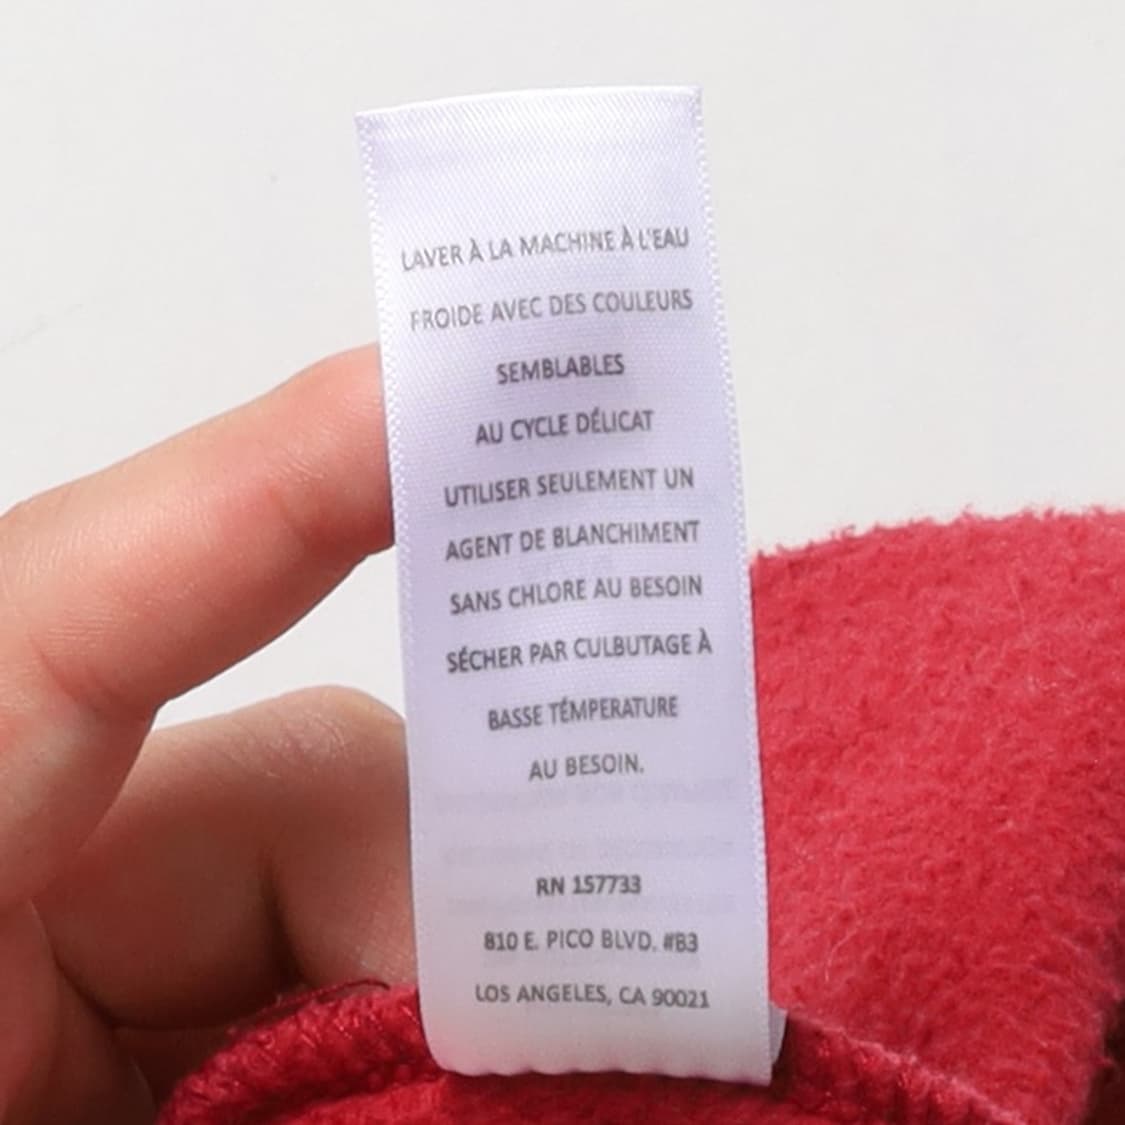 LAVER À LA MACHINE À L'EAU
FROIDE AVEC DES COULEURS
SEMBLABLES
AU CYCLE DÉLICAT
UTILISER SEULEMENT UN
AGENT DE BLANCHIMENT
SANS CHLORE AU BESOIN
SÉCHER PAR CULBUTAGE À
BASSE TÉMPERATURE
AU BESOIN.
RN 157733
810 E. PICO BLVD. #B3
LOS ANGELES, CA 90021